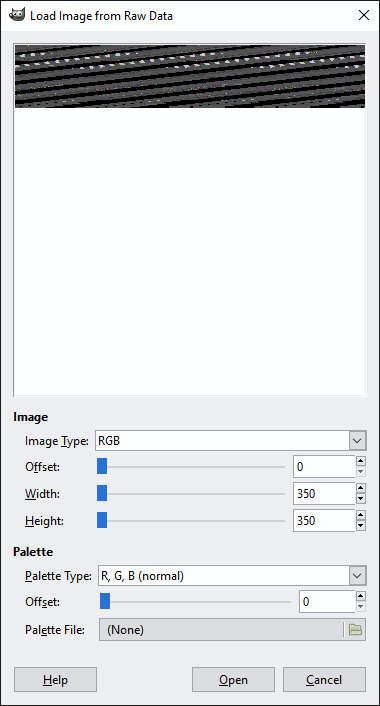 Load Image from Raw Data
Image
Image Type: RGB
Offset: 0
Width: 350
Height: 350
Palette
Palette Type: R, G, B (normal)
Offset: 0
Palette File: (None)
Help Open Cancel